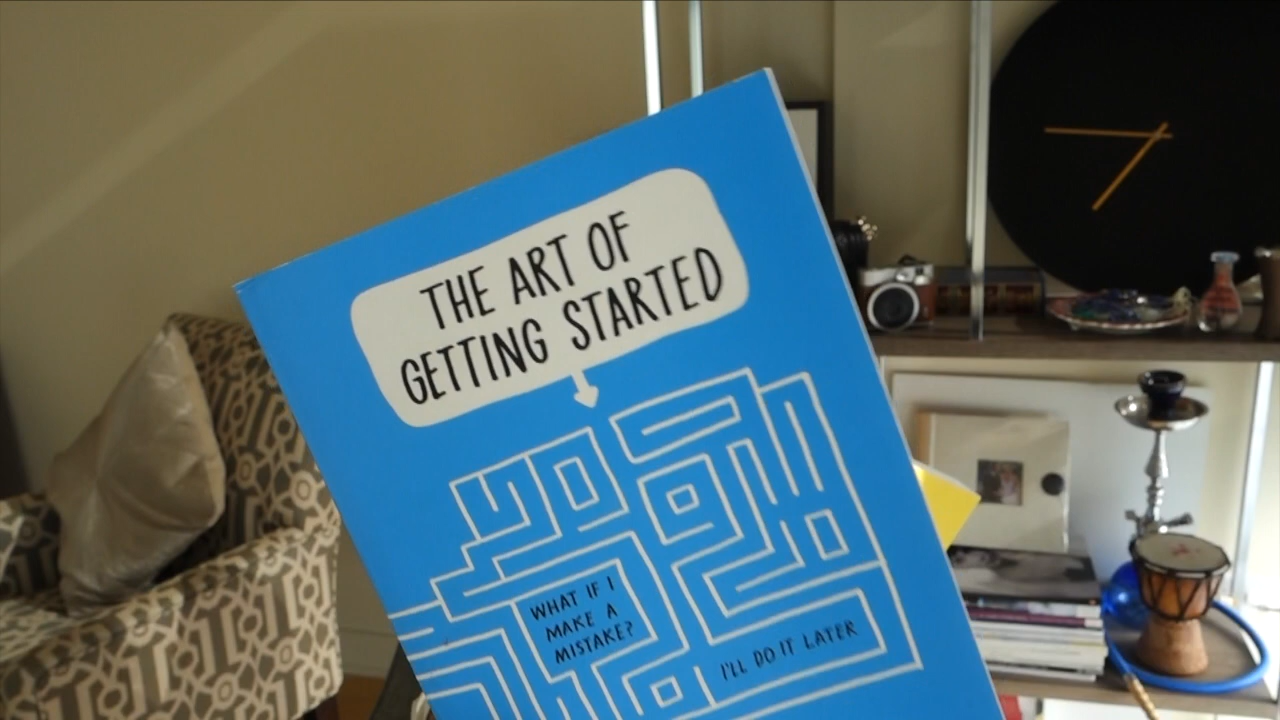 THE ART OF
GETTING STARTED
WHAT IF I
MAKE A
MISTAKE?
I'LL DO IT LATER